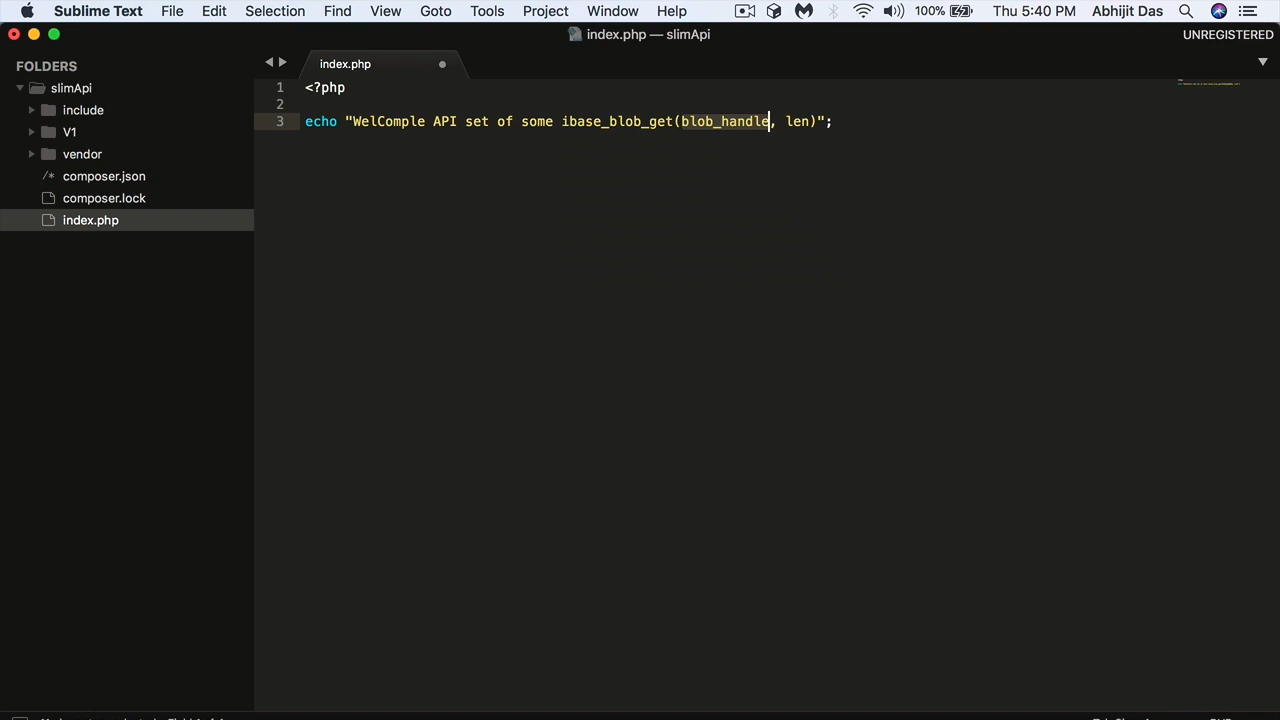 Sublime Text File Edit Selection Find View Goto Tools Project Window Help 100% Thu 5:40 PM Abhijit Das
index.php — slimApi UNREGISTERED
FOLDERS
slimApi
include
V1
vendor
/* composer.json
composer.lock
index.php
index.php
1 <?php
2
3 echo "WelComple API set of some ibase_blob_get(blob_handle, len)";